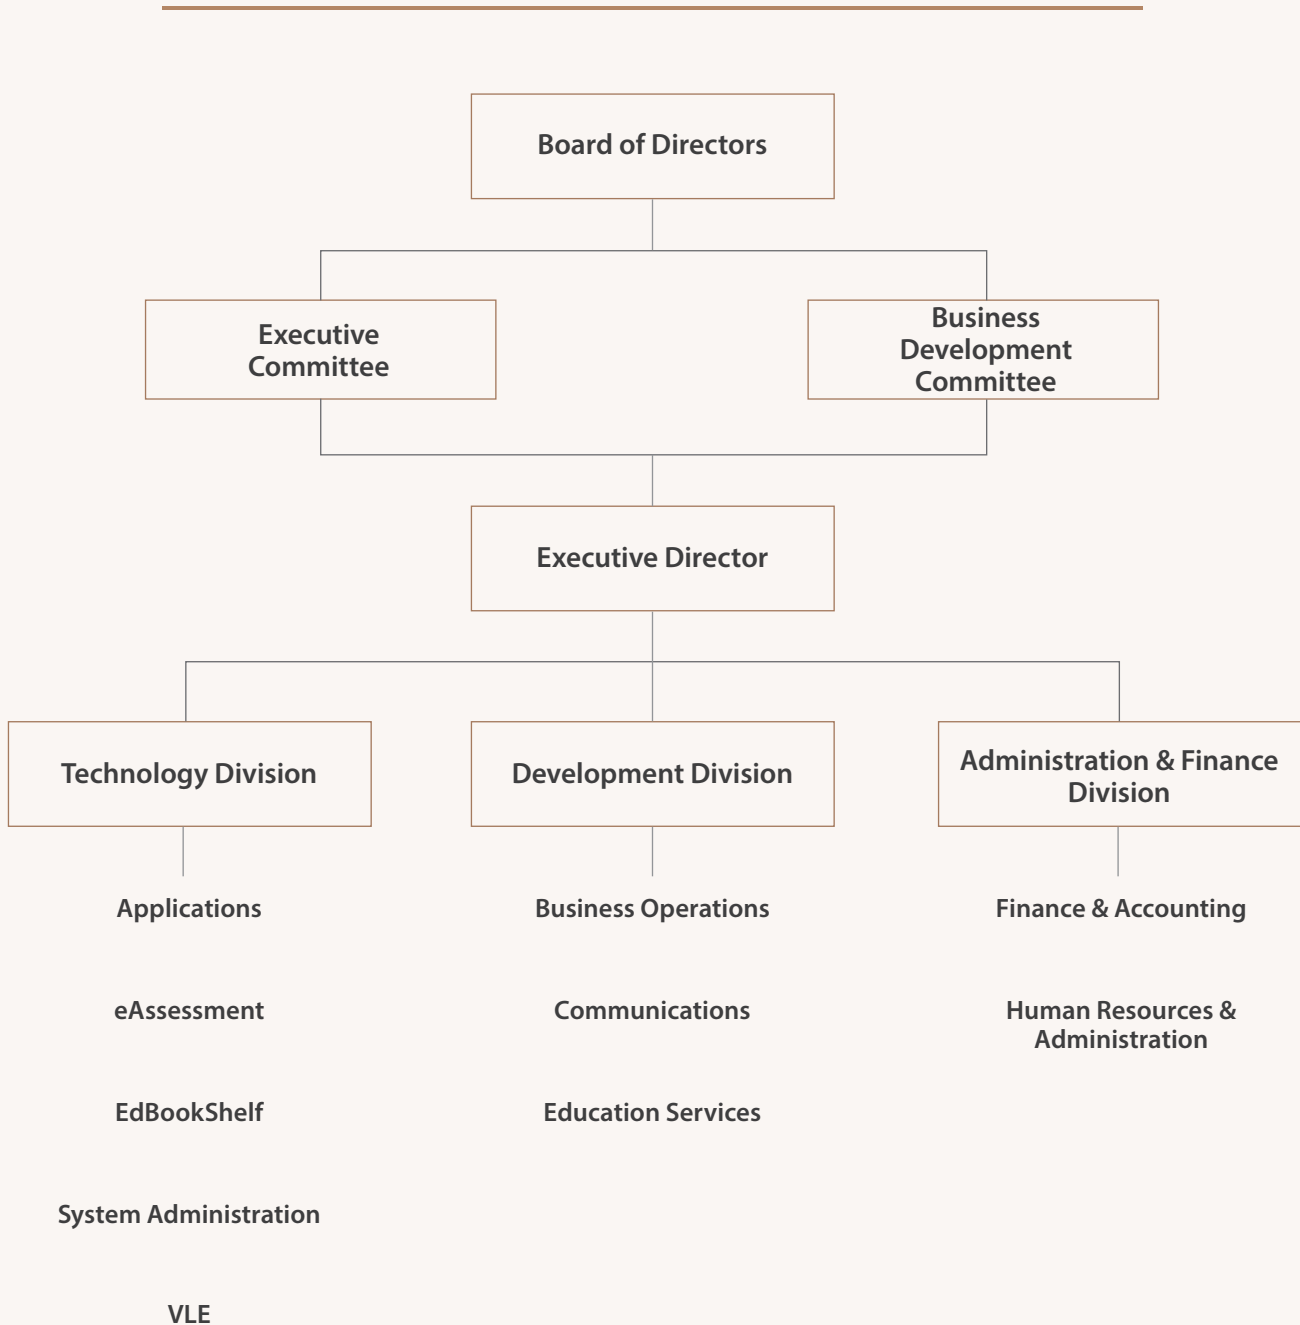 Board of Directors
Executive
Committee
Business
Development
Committee
Executive Director
Technology Division
Development Division
Administration & Finance
Division
Applications
Business Operations
Finance & Accounting
eAssessment
Communications
Human Resources &
Administration
EdBookShelf
Education Services
System Administration
VLE